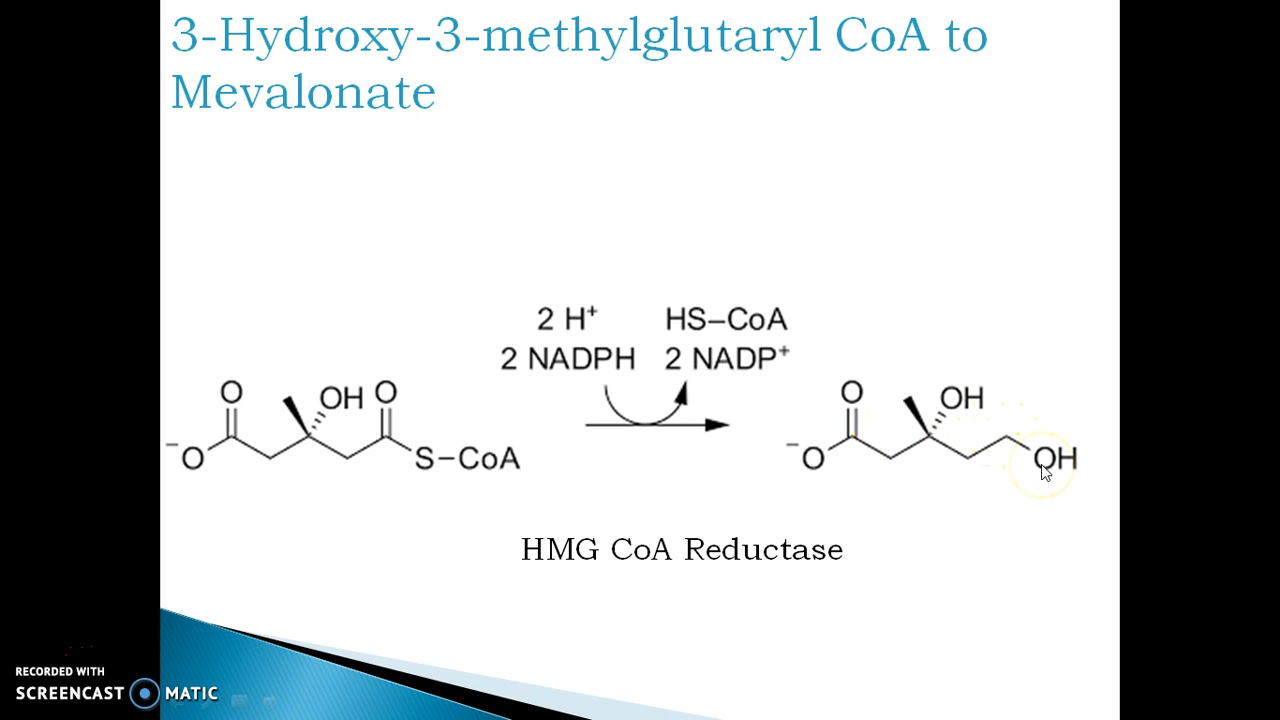 3-Hydroxy-3-methylglutaryl CoA to
Mevalonate
2 H⁺ HS–CoA
2 NADPH 2 NADP⁺
O OH O
⁻O S–CoA
O OH
⁻O OH
HMG CoA Reductase
RECORDED WITH
SCREENCAST MATIC